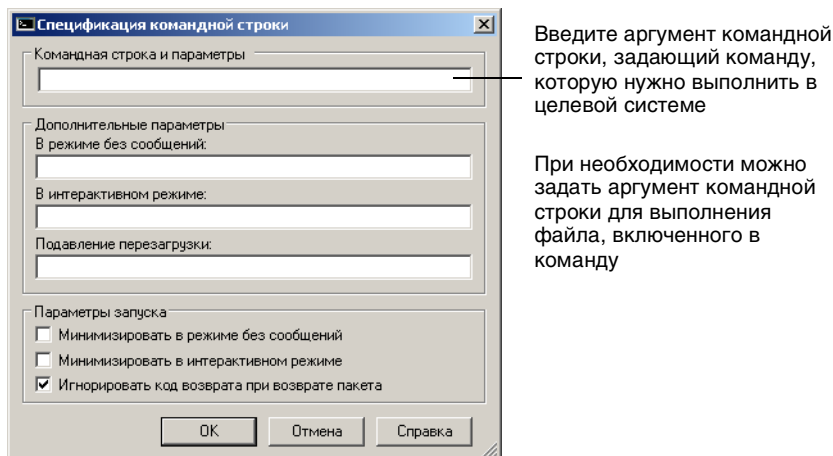 Спецификация командной строки
Командная строка и параметры
Дополнительные параметры
В режиме без сообщений:
В интерактивном режиме:
Подавление перезагрузки:
Параметры запуска
Минимизировать в режиме без сообщений
Минимизировать в интерактивном режиме
Игнорировать код возврата при возврате пакета
OK
Отмена
Справка
Введите аргумент командной
строки, задающий команду,
которую нужно выполнить в
целевой системе
При необходимости можно
задать аргумент командной
строки для выполнения
файла, включенного в
команду